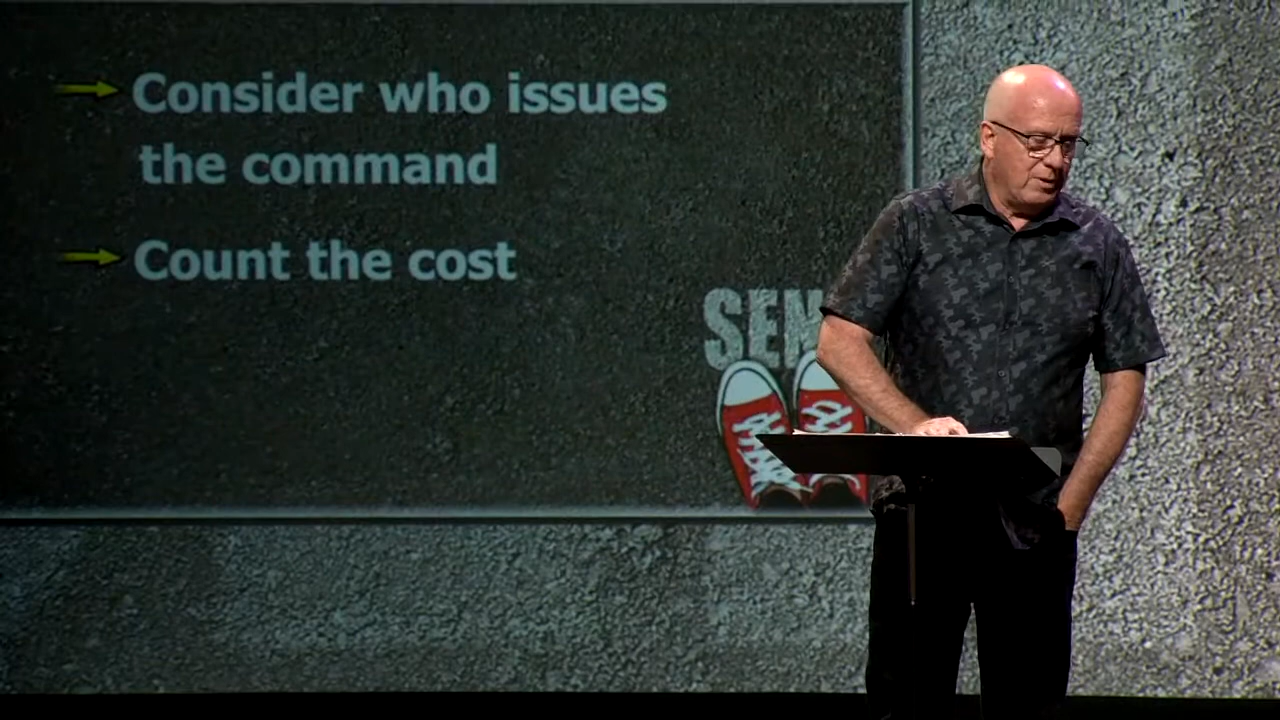 Consider who issues
the command
Count the cost
SEN